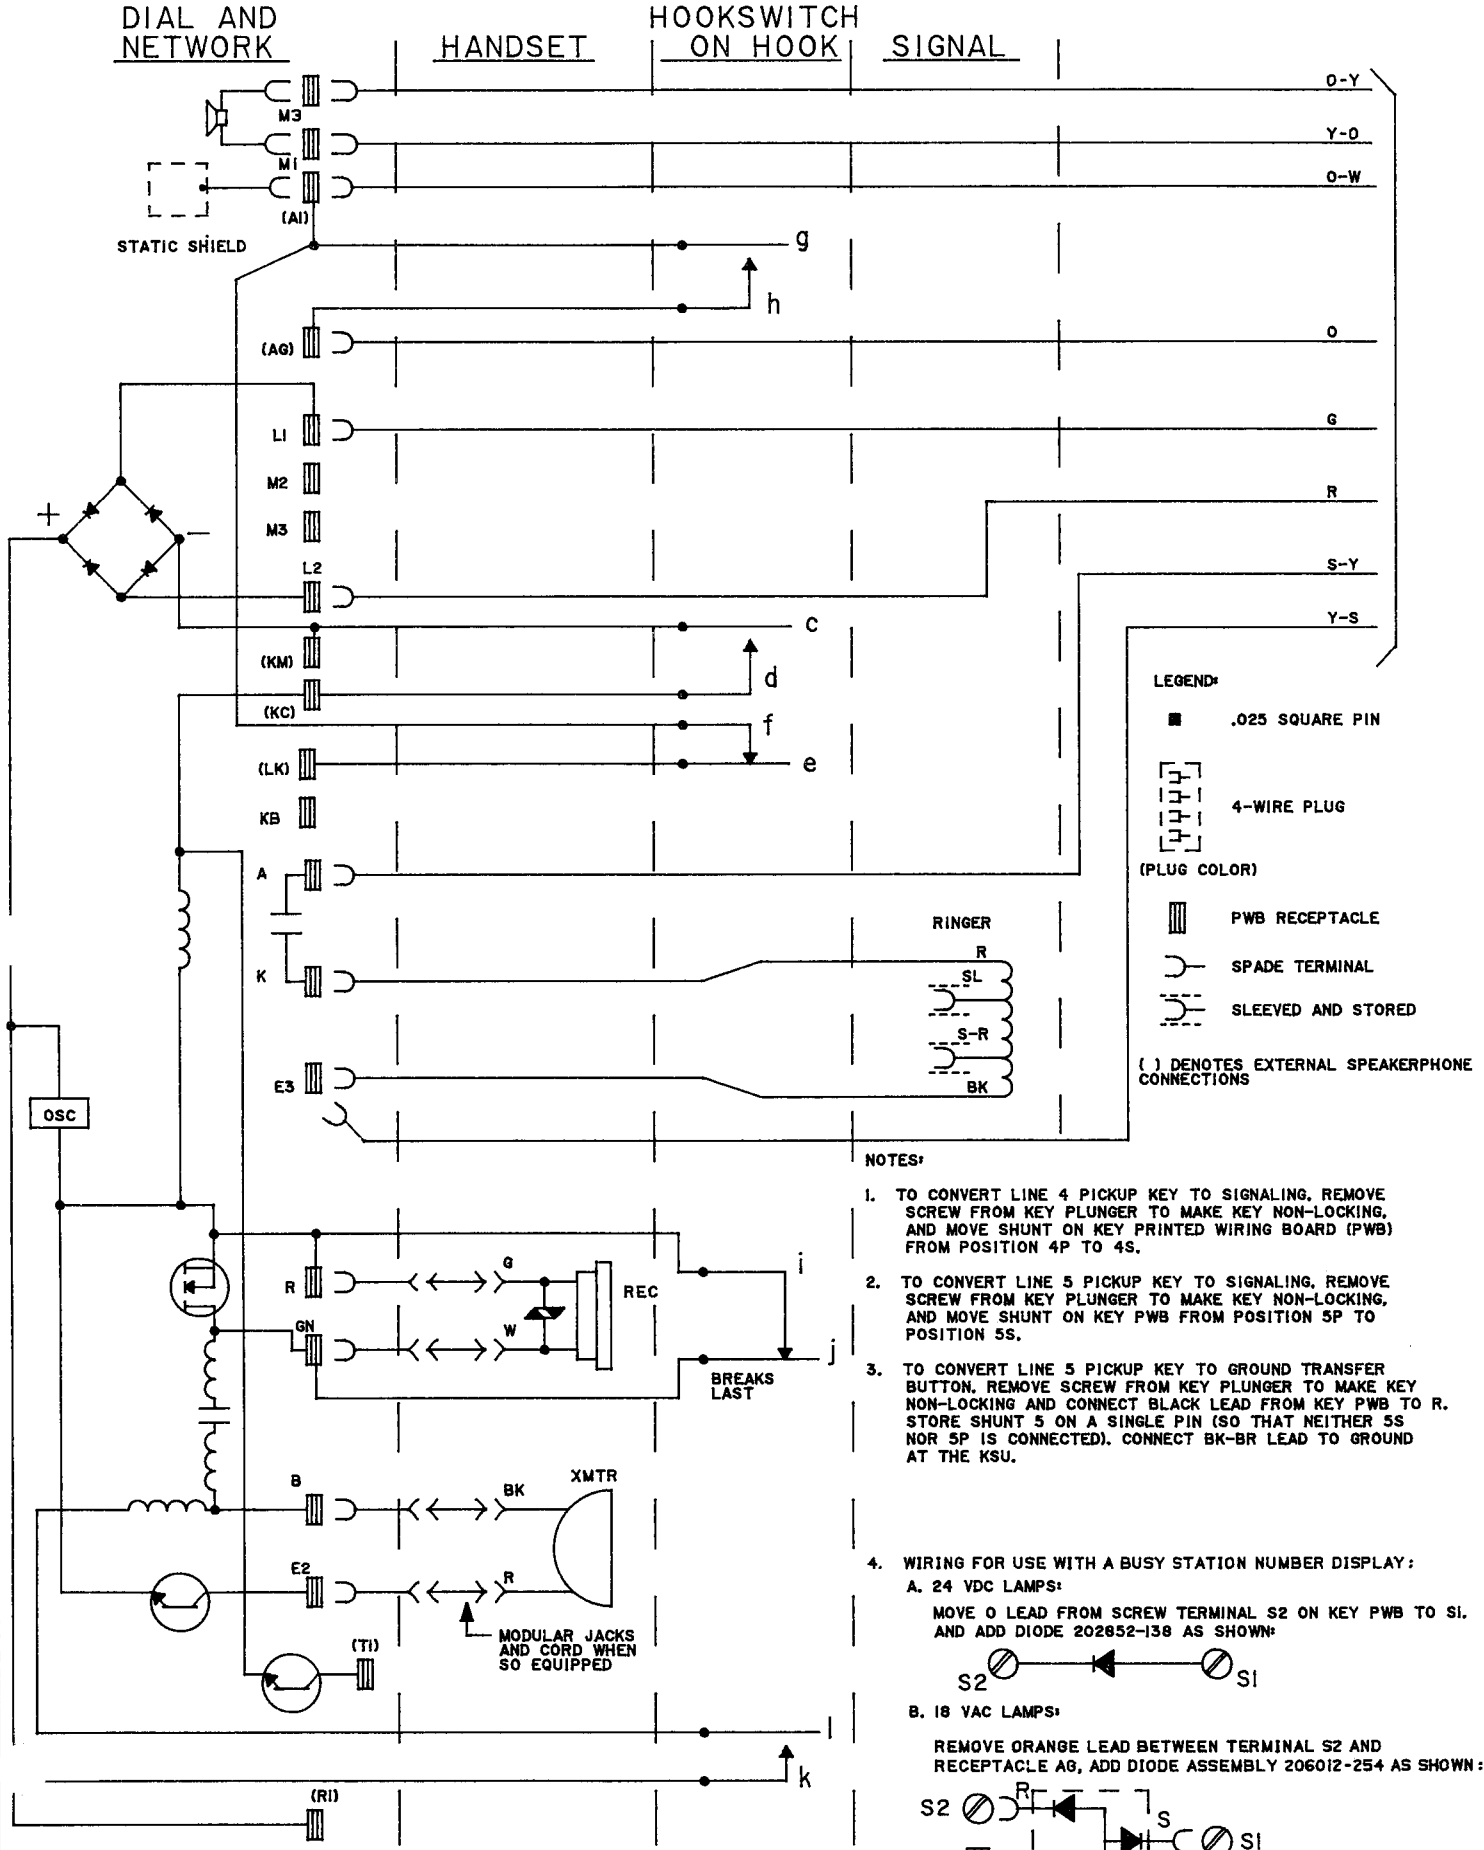 DIAL AND
NETWORK
HANDSET
HOOKSWITCH
ON HOOK
SIGNAL
O-Y
M3
Y-O
M1
O-W
(A1)
STATIC SHIELD
g
h
(AG)
O
L1
G
M2
R
+
M3
−
L2
S-Y
c
Y-S
(KM)
d
(KC)
f
(LK)
e
KB
A
K
E3
OSC
RINGER
R
SL
S-R
BK
LEGEND:
.025 SQUARE PIN
4-WIRE PLUG
(PLUG COLOR)
PWB RECEPTACLE
SPADE TERMINAL
SLEEVED AND STORED
( ) DENOTES EXTERNAL SPEAKERPHONE
CONNECTIONS
R
G
REC
i
GN
W
j
BREAKS
LAST
B
BK
XMTR
E2
R
MODULAR JACKS
AND CORD WHEN
SO EQUIPPED
(T1)
l
k
(R1)
NOTES:
1. TO CONVERT LINE 4 PICKUP KEY TO SIGNALING, REMOVE
SCREW FROM KEY PLUNGER TO MAKE KEY NON-LOCKING,
AND MOVE SHUNT ON KEY PRINTED WIRING BOARD (PWB)
FROM POSITION 4P TO 4S.
2. TO CONVERT LINE 5 PICKUP KEY TO SIGNALING, REMOVE
SCREW FROM KEY PLUNGER TO MAKE KEY NON-LOCKING,
AND MOVE SHUNT ON KEY PWB FROM POSITION 5P TO
POSITION 5S.
3. TO CONVERT LINE 5 PICKUP KEY TO GROUND TRANSFER
BUTTON, REMOVE SCREW FROM KEY PLUNGER TO MAKE KEY
NON-LOCKING AND CONNECT BLACK LEAD FROM KEY PWB TO R.
STORE SHUNT 5 ON A SINGLE PIN (SO THAT NEITHER 5S
NOR 5P IS CONNECTED). CONNECT BK-BR LEAD TO GROUND
AT THE KSU.
4. WIRING FOR USE WITH A BUSY STATION NUMBER DISPLAY:
A. 24 VDC LAMPS:
MOVE O LEAD FROM SCREW TERMINAL S2 ON KEY PWB TO S1,
AND ADD DIODE 202852-138 AS SHOWN:
S2
S1
B. 18 VAC LAMPS:
REMOVE ORANGE LEAD BETWEEN TERMINAL S2 AND
RECEPTACLE AG, ADD DIODE ASSEMBLY 206012-254 AS SHOWN:
S2
R
S
S1